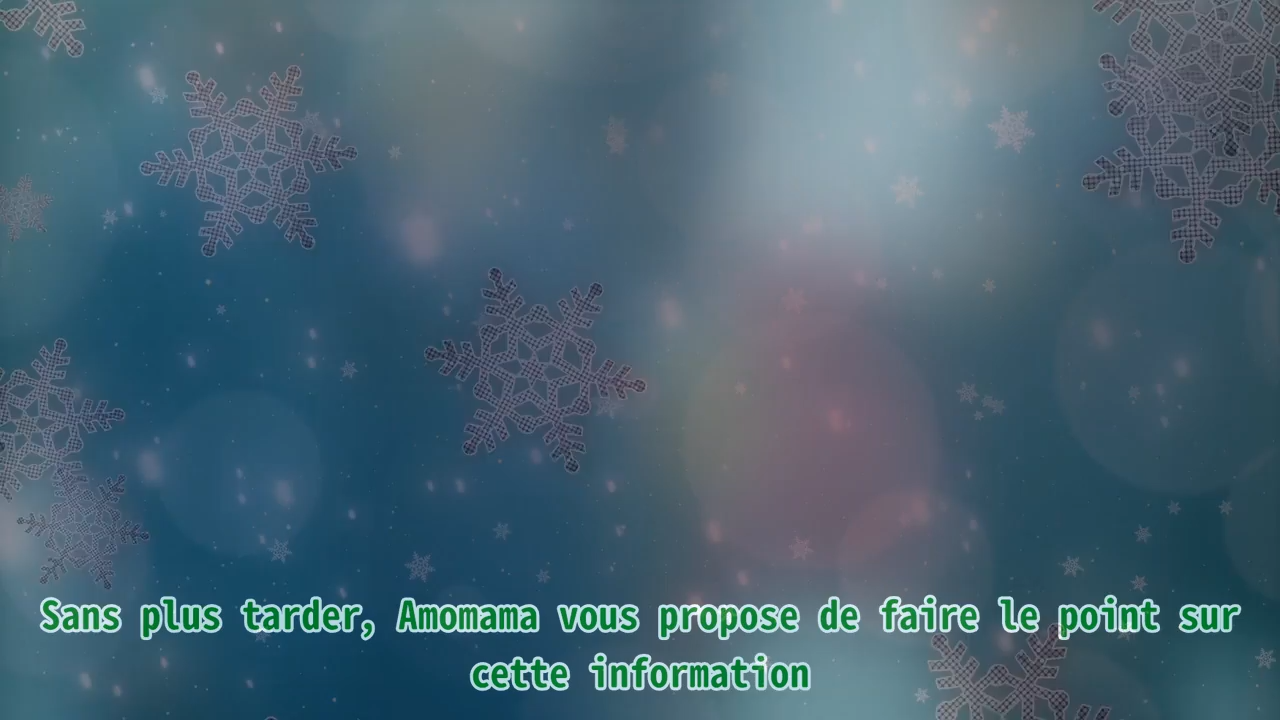 Sans plus tarder, Amomama vous propose de faire le point sur
cette information